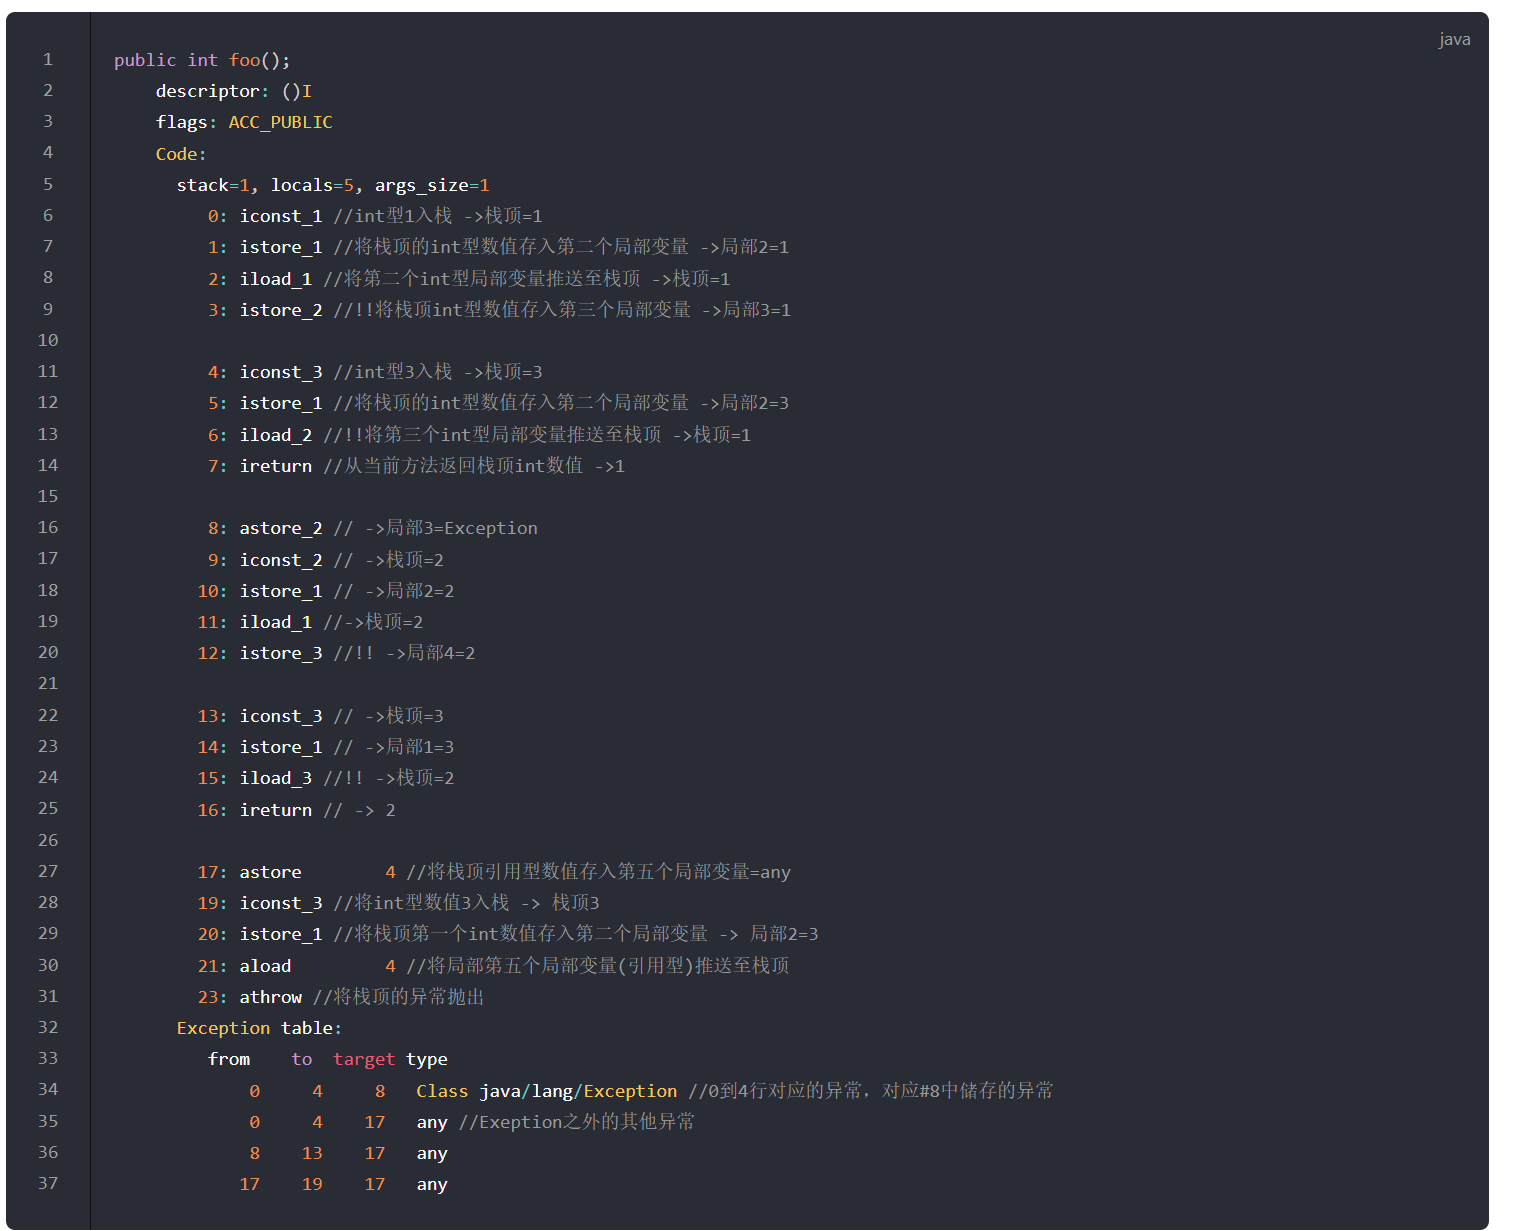 java
1 public int foo();
2 descriptor: ()I
3 flags: ACC_PUBLIC
4 Code:
5 stack=1, locals=5, args_size=1
6 0: iconst_1 //int型1入栈 ->栈顶=1
7 1: istore_1 //将栈顶的int型数值存入第二个局部变量 ->局部2=1
8 2: iload_1 //将第二个int型局部变量推送至栈顶 ->栈顶=1
9 3: istore_2 //!!将栈顶int型数值存入第三个局部变量 ->局部3=1
10
11 4: iconst_3 //int型3入栈 ->栈顶=3
12 5: istore_1 //将栈顶的int型数值存入第二个局部变量 ->局部2=3
13 6: iload_2 //!!将第三个int型局部变量推送至栈顶 ->栈顶=1
14 7: ireturn //从当前方法返回栈顶int数值 ->1
15
16 8: astore_2 // ->局部3=Exception
17 9: iconst_2 // ->栈顶=2
18 10: istore_1 // ->局部2=2
19 11: iload_1 //->栈顶=2
20 12: istore_3 //!! ->局部4=2
21
22 13: iconst_3 // ->栈顶=3
23 14: istore_1 // ->局部1=3
24 15: iload_3 //!! ->栈顶=2
25 16: ireturn // -> 2
26
27 17: astore 4 //将栈顶引用型数值存入第五个局部变量=any
28 19: iconst_3 //将int型数值3入栈 -> 栈顶3
29 20: istore_1 //将栈顶第一个int数值存入第二个局部变量 -> 局部2=3
30 21: aload 4 //将局部第五个局部变量(引用型)推送至栈顶
31 23: athrow //将栈顶的异常抛出
32 Exception table:
33 from to target type
34 0 4 8 Class java/lang/Exception //0到4行对应的异常，对应#8中储存的异常
35 0 4 17 any //Exeption之外的其他异常
36 8 13 17 any
37 17 19 17 any